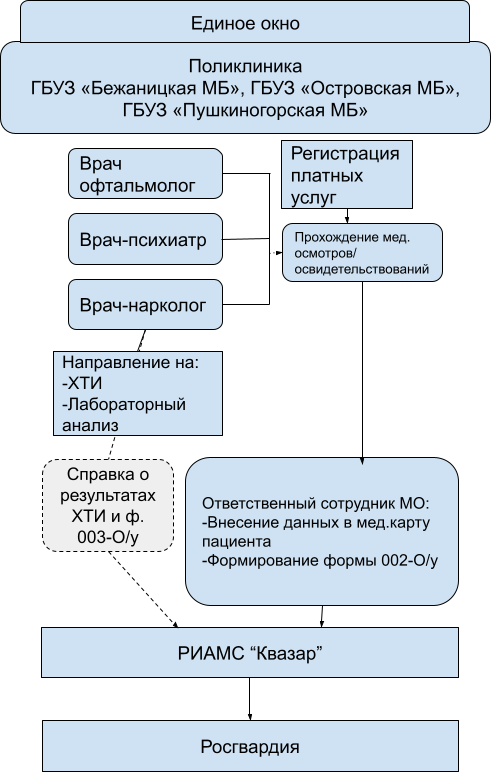 Единое окно
Поликлиника
ГБУЗ «Бежаницкая МБ», ГБУЗ «Островская МБ»,
ГБУЗ «Пушкиногорская МБ»
Врач
офтальмолог
Регистрация
платных
услуг
Врач-психиатр
Прохождение мед.
осмотров/
освидетельствований
Врач-нарколог
Направление на:
-ХТИ
-Лабораторный
анализ
Справка о
результатах
ХТИ и ф.
003-О/у
Ответственный сотрудник МО:
-Внесение данных в мед.карту
пациента
-Формирование формы 002-О/у
РИАМС “Квазар”
Росгвардия